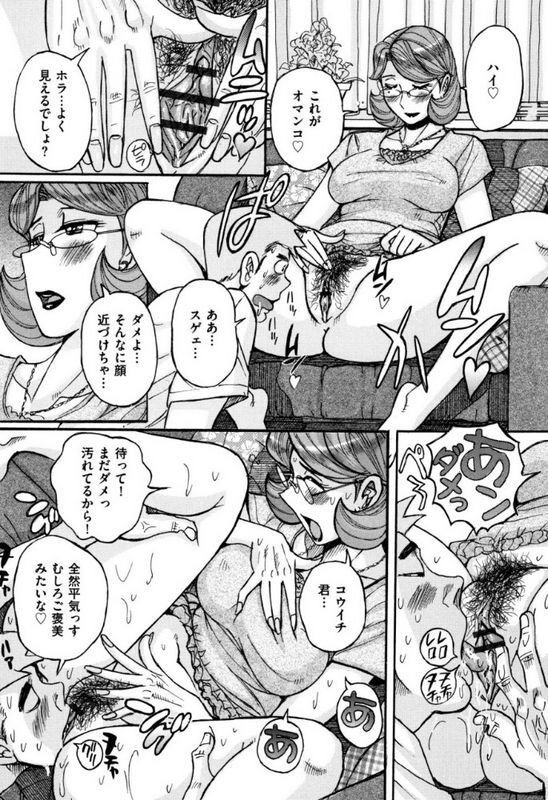 ハイ♡
これが
オマンコ♡
ホラ…よく
見えるでしょ?
ぱ
ああ…
スゲェ…
ダメよ…
そんなに顔
近づけちゃ…
あン
ダメっ
待って!
まだダメっ
汚れてるから!
コウイチ
君…
全然平気っす
むしろご褒美
みたいな♡
あ
あ